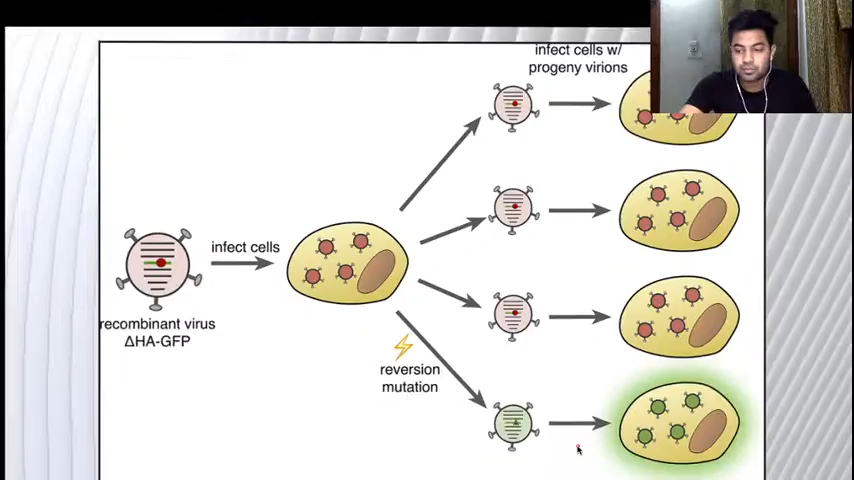 infect cells w/
progeny virions
infect cells
recombinant virus
ΔHA-GFP
reversion
mutation